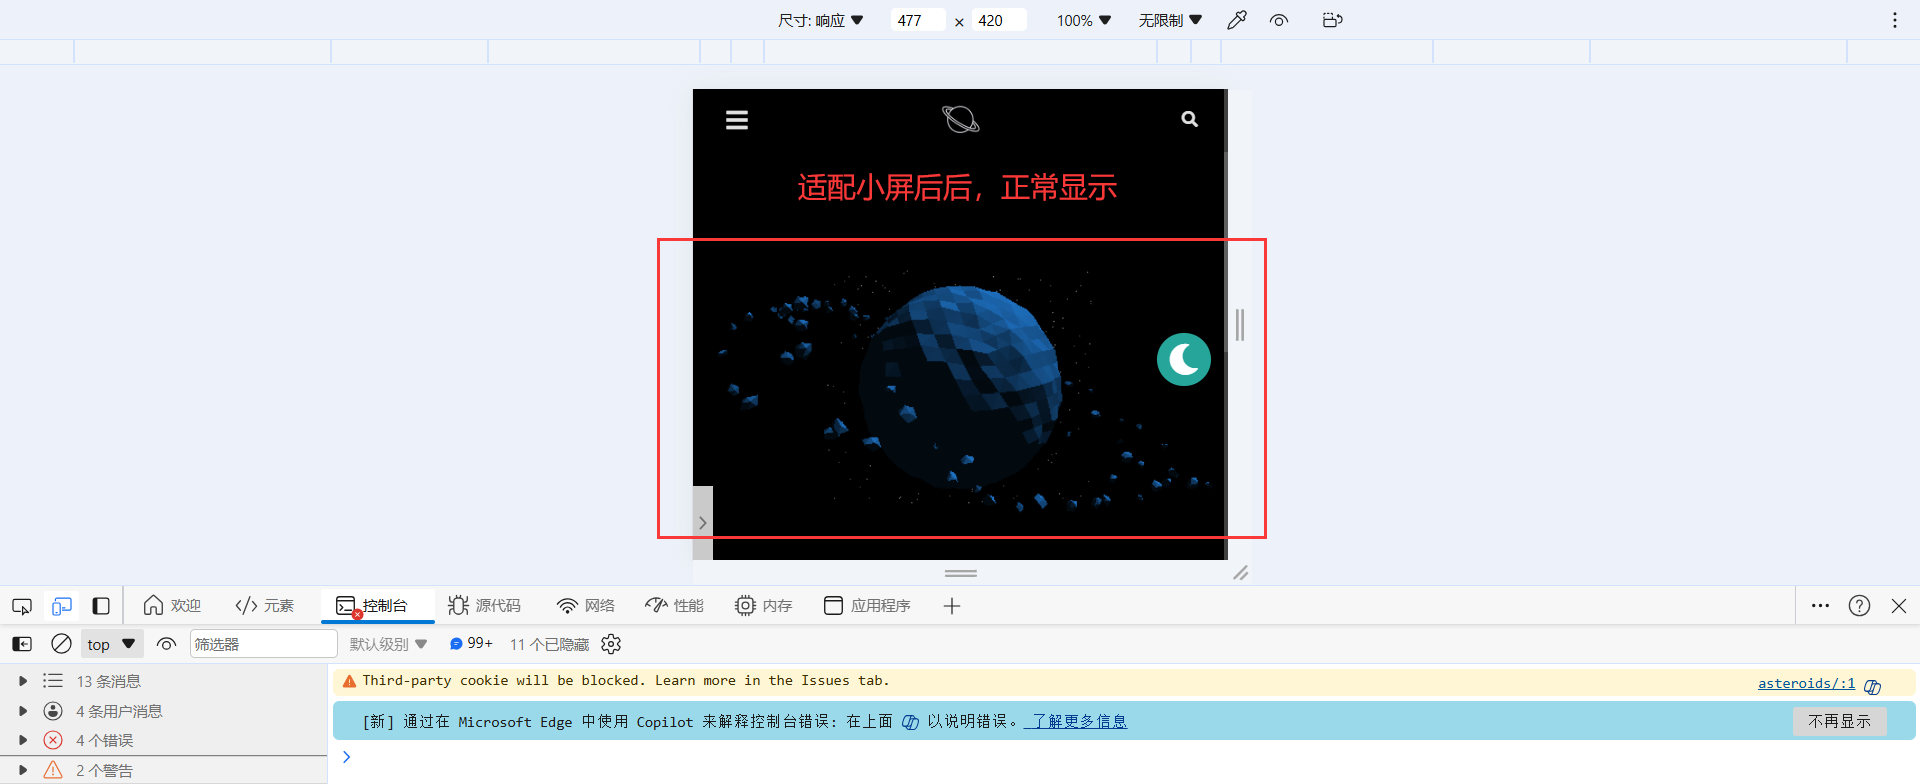 尺寸: 响应 477 × 420 100% 无限制
适配小屏后后，正常显示
欢迎 元素 控制台 源代码 网络 性能 内存 应用程序
top 筛选器 默认级别 99+ 11 个已隐藏
13 条消息
4 条用户消息
4 个错误
2 个警告
Third-party cookie will be blocked. Learn more in the Issues tab. asteroids/:1
[新] 通过在 Microsoft Edge 中使用 Copilot 来解释控制台错误: 在上面 以说明错误。 了解更多信息 不再显示